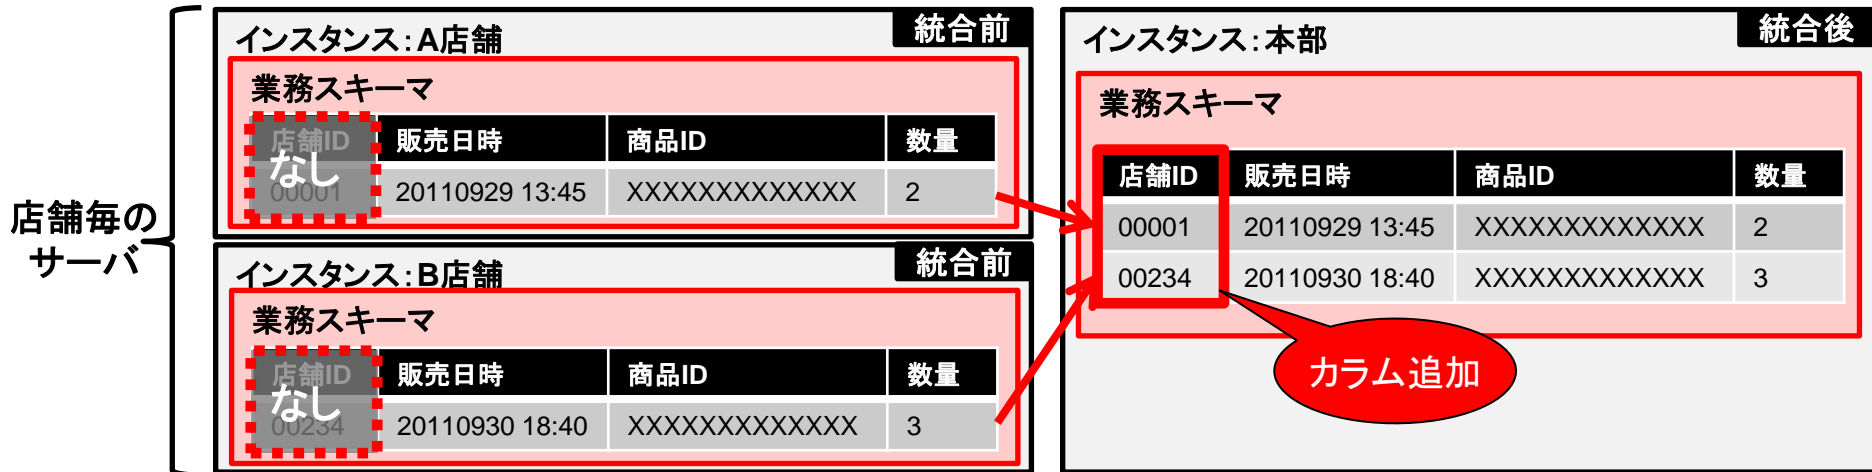 店舗毎の
サーバ
インスタンス：A店舗
統合前
業務スキーマ
店舗ID 販売日時 商品ID 数量
なし
00001 20110929 13:45 XXXXXXXXXXXXX 2
インスタンス：B店舗
統合前
業務スキーマ
店舗ID 販売日時 商品ID 数量
なし
00234 20110930 18:40 XXXXXXXXXXXXX 3
インスタンス：本部
統合後
業務スキーマ
店舗ID 販売日時 商品ID 数量
00001 20110929 13:45 XXXXXXXXXXXXX 2
00234 20110930 18:40 XXXXXXXXXXXXX 3
カラム追加